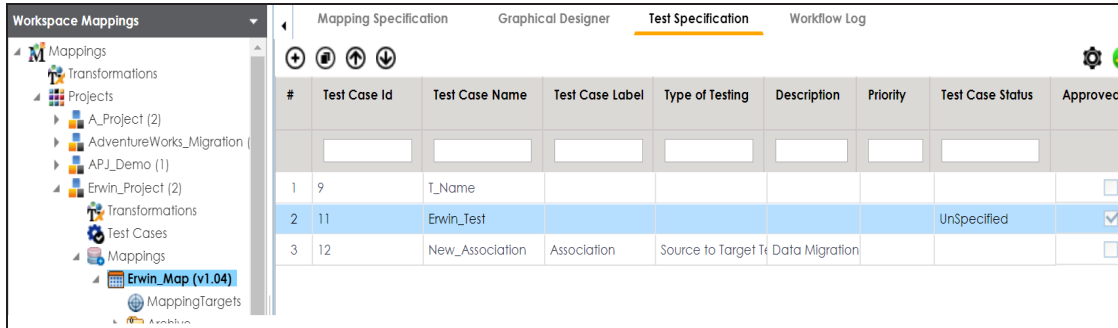 Workspace Mappings
Mappings
Transformations
Projects
A_Project (2)
AdventureWorks_Migration (
APJ_Demo (1)
Erwin_Project (2)
Transformations
Test Cases
Mappings
Erwin_Map (v1.04)
MappingTargets
Archive
Mapping Specification Graphical Designer Test Specification Workflow Log
# Test Case Id Test Case Name Test Case Label Type of Testing Description Priority Test Case Status Approved
1 9 T_Name
2 11 Erwin_Test UnSpecified
3 12 New_Association Association Source to Target Te Data Migration